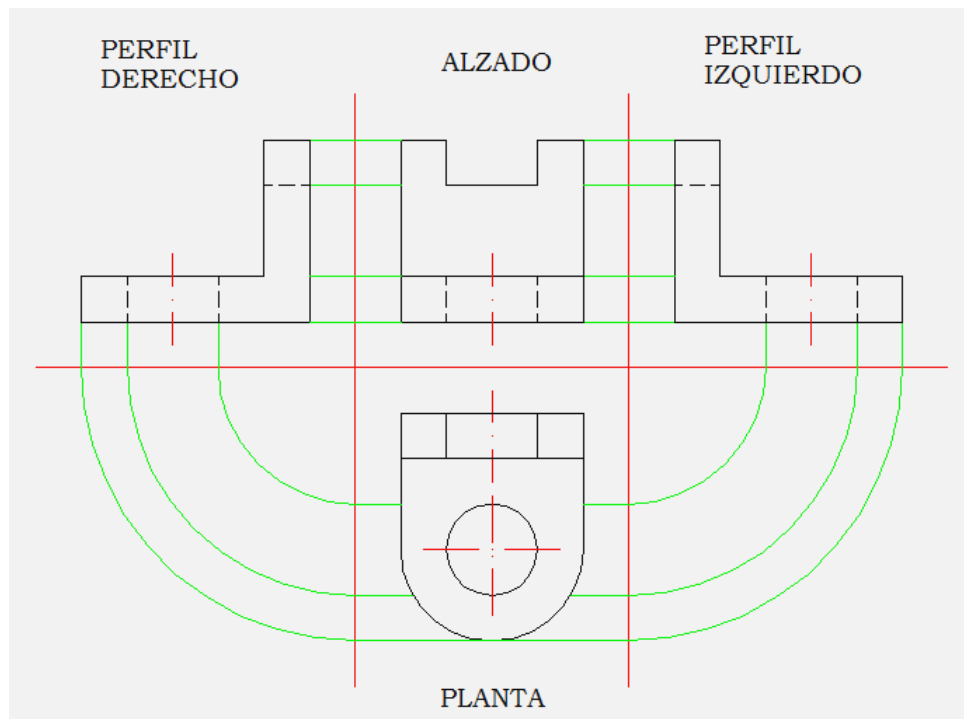 PERFIL
DERECHO
ALZADO
PERFIL
IZQUIERDO
PLANTA